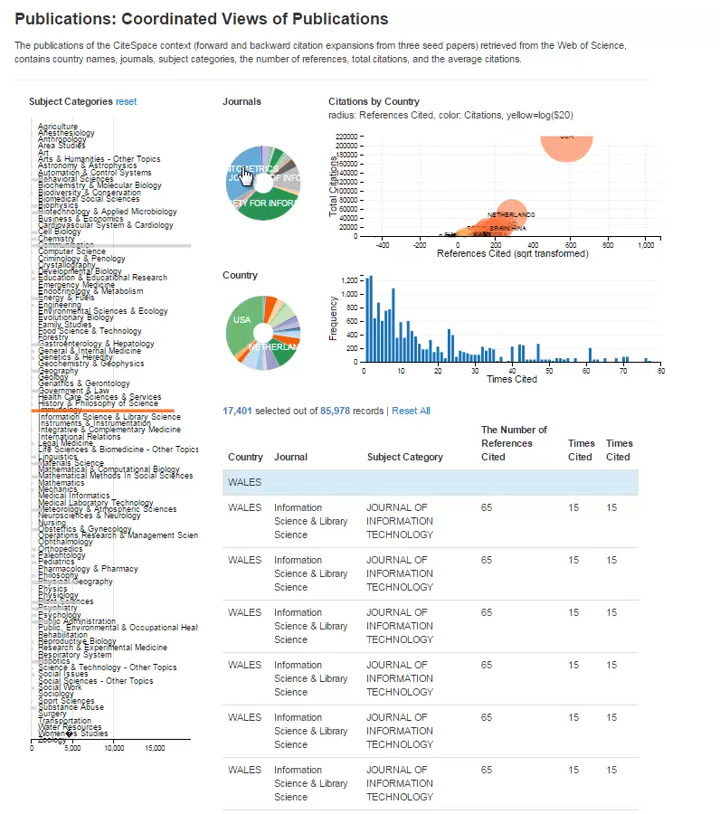 Publications: Coordinated Views of Publications
The publications of the CiteSpace context (forward and backward citation expansions from three seed papers) retrieved from the Web of Science,
contains country names, journals, subject categories, the number of references, total citations, and the average citations.
Subject Categories reset
Agriculture
Anesthesiology
Anthropology
Area Studies
Art
Arts & Humanities - Other Topics
Astronomy & Astrophysics
Automation & Control Systems
Behavioral Sciences
Biochemistry & Molecular Biology
Biodiversity & Conservation
Biomedical Social Sciences
Biophysics
Biotechnology & Applied Microbiology
Business & Economics
Cardiovascular System & Cardiology
Cell Biology
Chemistry
Communication
Computer Science
Criminology & Penology
Crystallography
Developmental Biology
Education & Educational Research
Emergency Medicine
Endocrinology & Metabolism
Energy & Fuels
Engineering
Environmental Sciences & Ecology
Evolutionary Biology
Family Studies
Food Science & Technology
Forestry
Gastroenterology & Hepatology
General & Internal Medicine
Genetics & Heredity
Geochemistry & Geophysics
Geography
Geology
Geriatrics & Gerontology
Government & Law
Health Care Sciences & Services
History & Philosophy of Science
Immunology
Information Science & Library Science
Instruments & Instrumentation
Integrative & Complementary Medicine
International Relations
Legal Medicine
Life Sciences & Biomedicine - Other Topics
Linguistics
Materials Science
Mathematical & Computational Biology
Mathematical Methods In Social Sciences
Mathematics
Mechanics
Medical Informatics
Medical Laboratory Technology
Meteorology & Atmospheric Sciences
Neurosciences & Neurology
Nursing
Obstetrics & Gynecology
Operations Research & Management Scien
Ophthalmology
Orthopedics
Paleontology
Pediatrics
Pharmacology & Pharmacy
Philosophy
Physical Geography
Physics
Physiology
Plant Sciences
Psychiatry
Psychology
Public Administration
Public, Environmental & Occupational Heal
Rehabilitation
Reproductive Biology
Research & Experimental Medicine
Respiratory System
Robotics
Science & Technology - Other Topics
Social Issues
Social Sciences - Other Topics
Social Work
Sociology
Sport Sciences
Substance Abuse
Surgery
Transportation
Water Resources
Women�s Studies
Zoology
0 5,000 10,000 15,000
Journals
NTOMETRICS
JO OF INFO
ETY FOR INFOR
Country
USA
NETHERLAN
Citations by Country
radius: References Cited, color: Citations, yellow=log($20)
Total Citations
220000
200000
180000
160000
140000
120000
100000
80000
60000
40000
20000
0
USA
NETHERLANDS
SPAIN
-400 -200 0 200 400 600 800 1,000
References Cited (sqrt transformed)
Frequency
1,200
1,000
800
600
400
200
0
0 10 20 30 40 50 60 70 80
Times Cited
17,401 selected out of 85,978 records | Reset All
Country Journal Subject Category The Number of References Cited Times Cited Times Cited
WALES
WALES Information Science & Library Science JOURNAL OF INFORMATION TECHNOLOGY 65 15 15
WALES Information Science & Library Science JOURNAL OF INFORMATION TECHNOLOGY 65 15 15
WALES Information Science & Library Science JOURNAL OF INFORMATION TECHNOLOGY 65 15 15
WALES Information Science & Library Science JOURNAL OF INFORMATION TECHNOLOGY 65 15 15
WALES Information Science & Library Science JOURNAL OF INFORMATION TECHNOLOGY 65 15 15
WALES Information Science & Library Science JOURNAL OF INFORMATION TECHNOLOGY 65 15 15